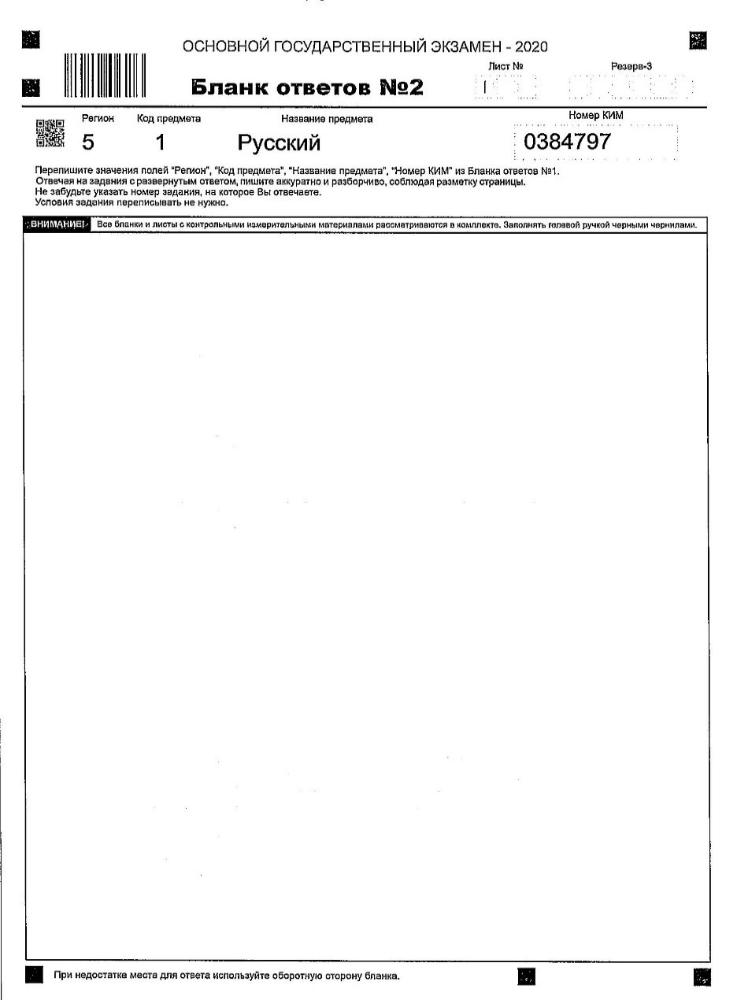 ОСНОВНОЙ ГОСУДАРСТВЕННЫЙ ЭКЗАМЕН - 2020
Лист №
Резерв-3
Бланк ответов №2
Регион
Код предмета
Название предмета
Номер КИМ
5
1
Русский
0384797
Перепишите значения полей "Регион", "Код предмета", "Название предмета", "Номер КИМ" из Бланка ответов №1.
Отвечая на задания с развернутым ответом, пишите аккуратно и разборчиво, соблюдая разметку страницы.
Не забудьте указать номер задания, на которое Вы отвечаете.
Условия задания переписывать не нужно.
ВНИМАНИЕ! Все бланки и листы с контрольными измерительными материалами рассматриваются в комплекте. Заполнять гелевой ручкой черными чернилами.
При недостатке места для ответа используйте оборотную сторону бланка.